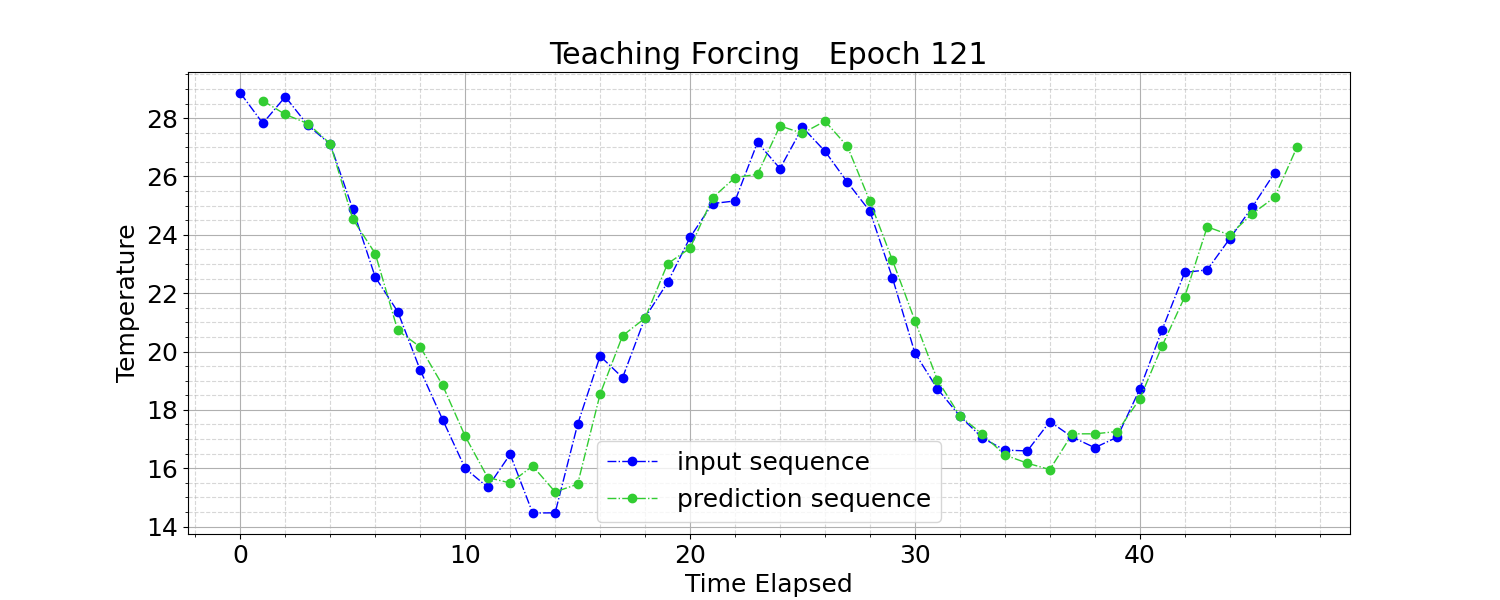 Teaching Forcing   Epoch 121
Temperature
28
26
24
22
20
18
16
14
input sequence
prediction sequence
0 10 20 30 40
Time Elapsed